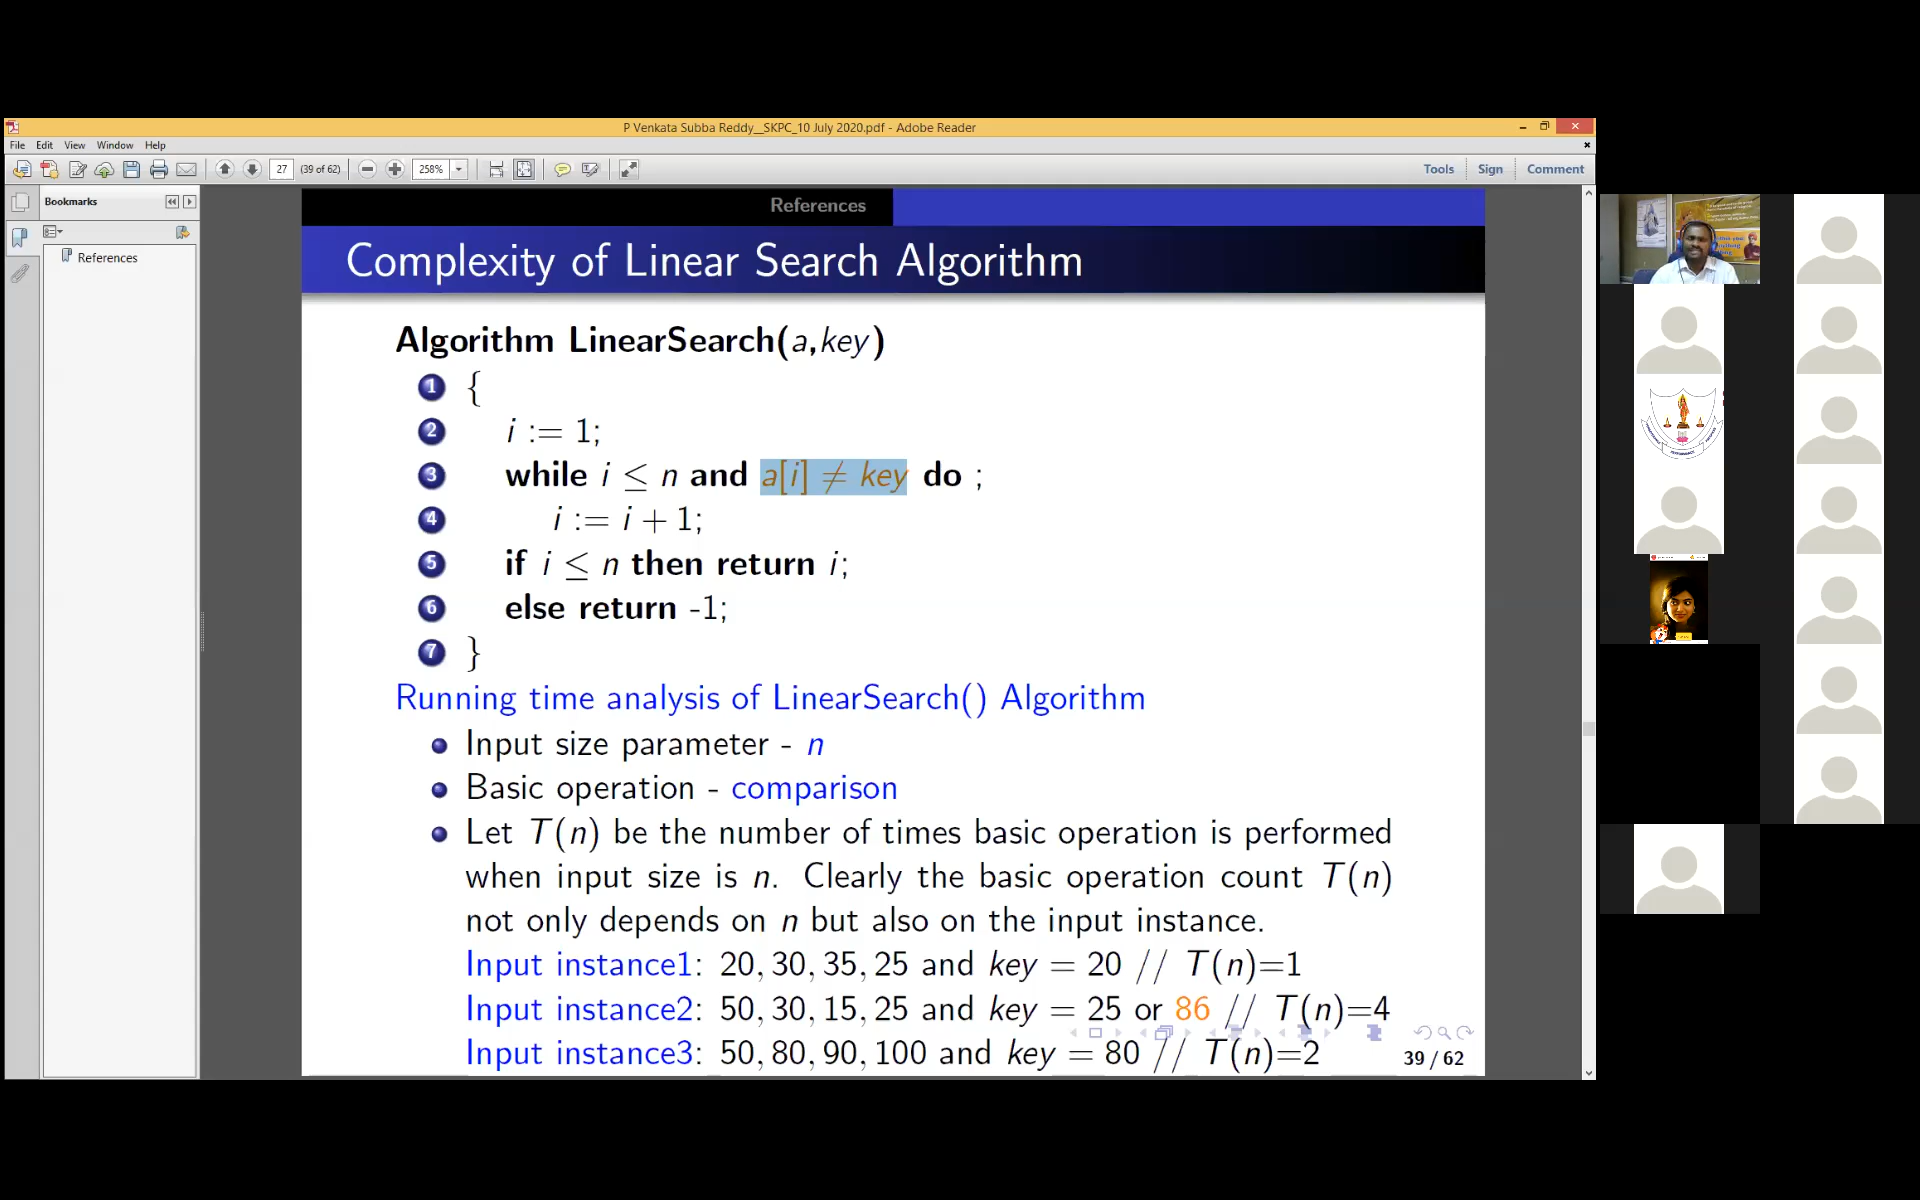 P Venkata Subba Reddy__SKPC_10 July 2020.pdf - Adobe Reader
File Edit View Window Help
27 (39 of 62) 258% Tools Sign Comment
Bookmarks
References
References
Complexity of Linear Search Algorithm
Algorithm LinearSearch(a,key)
1 {
2 i := 1;
3 while i ≤ n and a[i] ≠ key do ;
4 i := i + 1;
5 if i ≤ n then return i;
6 else return -1;
7 }
Running time analysis of LinearSearch() Algorithm
Input size parameter - n
Basic operation - comparison
Let T(n) be the number of times basic operation is performed
when input size is n. Clearly the basic operation count T(n)
not only depends on n but also on the input instance.
Input instance1: 20, 30, 35, 25 and key = 20 // T(n)=1
Input instance2: 50, 30, 15, 25 and key = 25 or 86 // T(n)=4
Input instance3: 50, 80, 90, 100 and key = 80 // T(n)=2
39 / 62